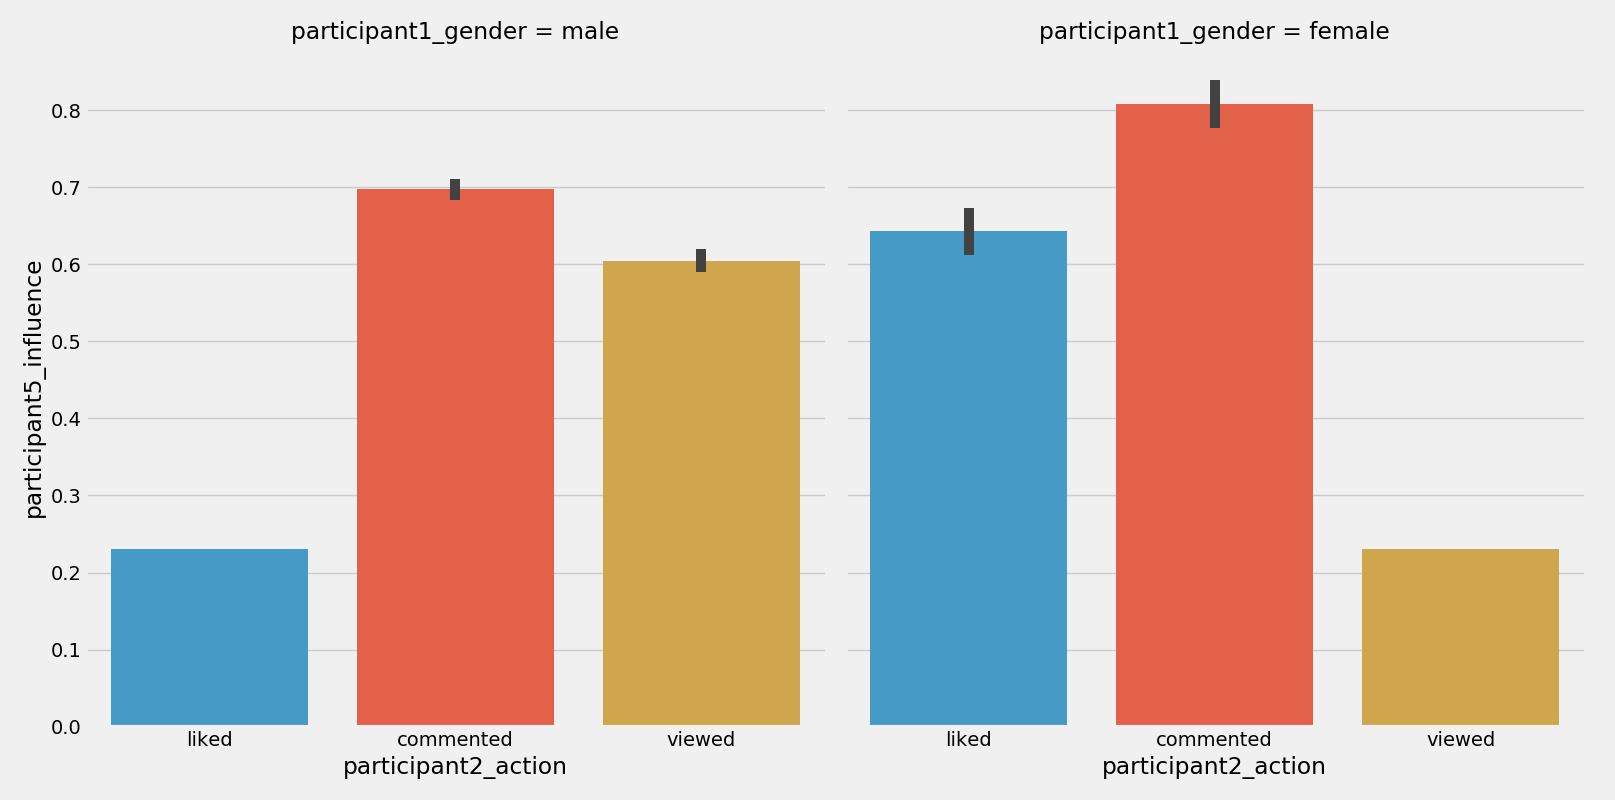 participant1_gender = male
participant1_gender = female
participant5_influence
0.8
0.7
0.6
0.5
0.4
0.3
0.2
0.1
0.0
liked commented viewed
participant2_action
liked commented viewed
participant2_action